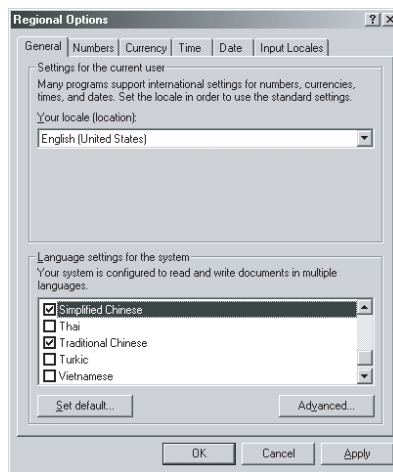 Regional Options
General Numbers Currency Time Date Input Locales
Settings for the current user
Many programs support international settings for numbers, currencies,
times, and dates. Set the locale in order to use the standard settings.
Your locale (location):
English (United States)
Language settings for the system
Your system is configured to read and write documents in multiple
languages.
Simplified Chinese
Thai
Traditional Chinese
Turkic
Vietnamese
Set default... Advanced...
OK Cancel Apply